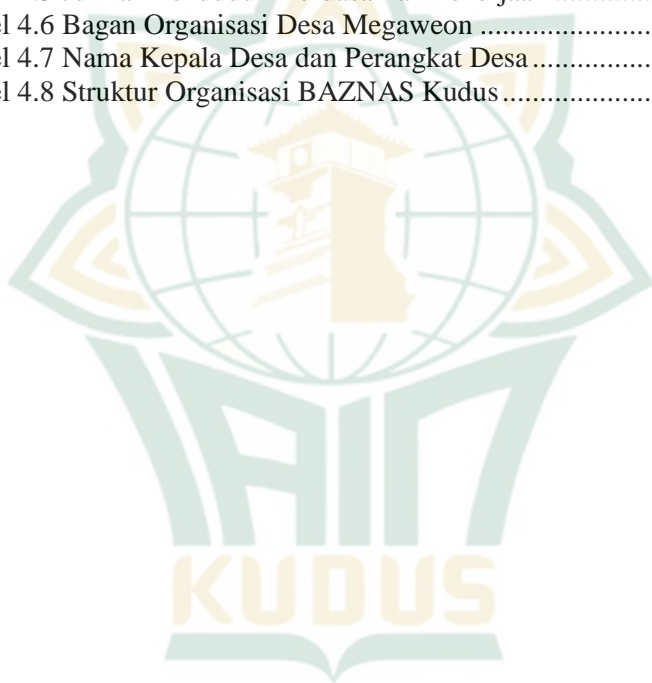 el 4.6 Bagan Organisasi Desa Megaweon ......................
el 4.7 Nama Kepala Desa dan Perangkat Desa ................
el 4.8 Struktur Organisasi BAZNAS Kudus ....................
IAIN
KUDUS